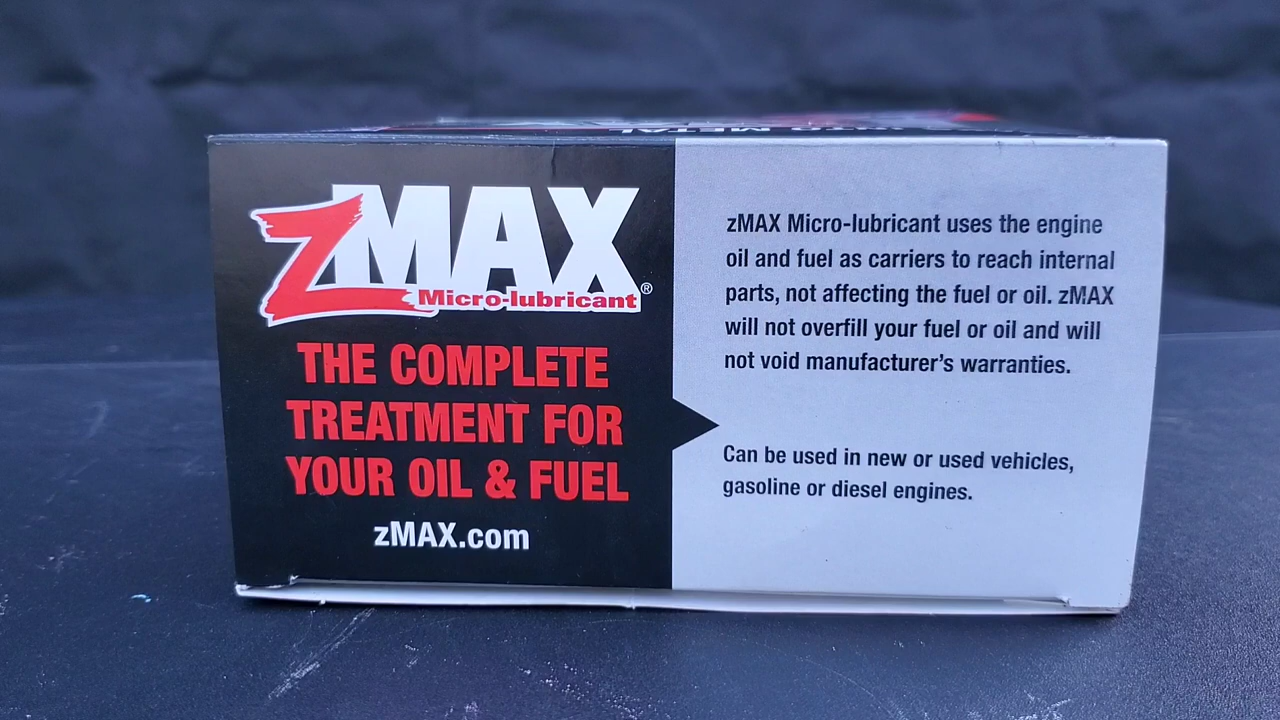 INTO METAL
zMAX
Micro-lubricant®
THE COMPLETE
TREATMENT FOR
YOUR OIL & FUEL
zMAX.com
zMAX Micro-lubricant uses the engine
oil and fuel as carriers to reach internal
parts, not affecting the fuel or oil. zMAX
will not overfill your fuel or oil and will
not void manufacturer's warranties.
Can be used in new or used vehicles,
gasoline or diesel engines.